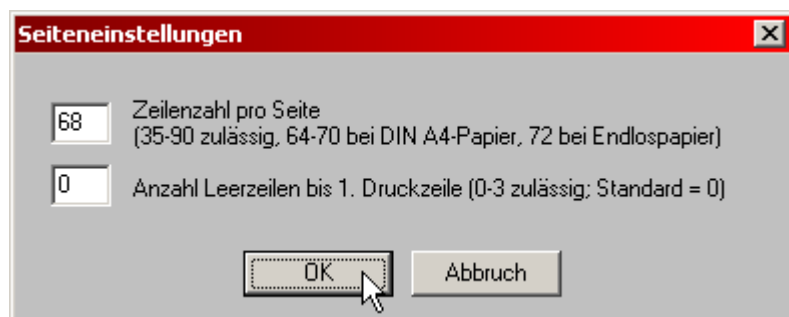 Seiteneinstellungen
68 Zeilenzahl pro Seite
(35-90 zulässig, 64-70 bei DIN A4-Papier, 72 bei Endlospapier)
0 Anzahl Leerzeilen bis 1. Druckzeile (0-3 zulässig; Standard = 0)
OK Abbruch